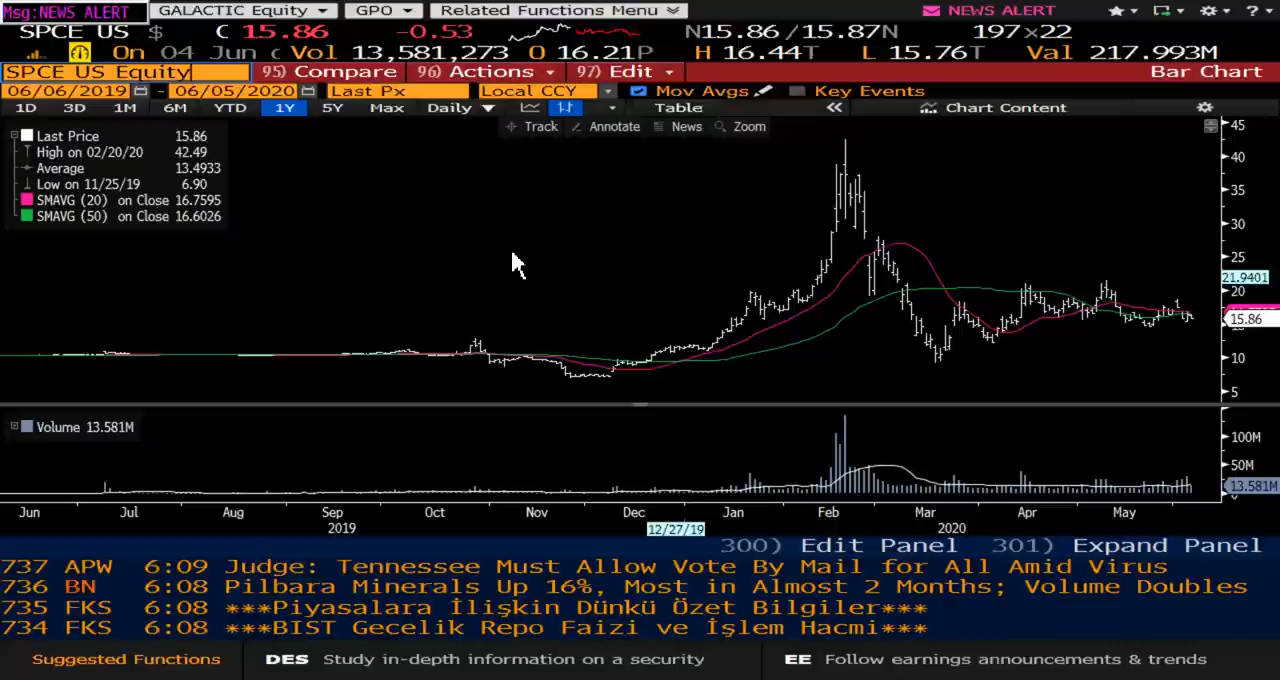 Msg:NEWS ALERT GALACTIC Equity GPO Related Functions Menu NEWS ALERT
SPCE US $ C 15.86 -0.53 N15.86 / 15.87N 197×22
On 04 Jun Vol 13,581,273 O 16.21P H 16.44T L 15.76T Val 217.993M
SPCE US Equity 95) Compare 96) Actions 97) Edit Bar Chart
06/06/2019 - 06/05/2020 Last Px Local CCY Mov Avgs Key Events
1D 3D 1M 6M YTD 1Y 5Y Max Daily Table « Chart Content
Track Annotate News Zoom
Last Price 15.86
High on 02/20/20 42.49
Average 13.4933
Low on 11/25/19 6.90
SMAVG (20) on Close 16.7595
SMAVG (50) on Close 16.6026
45
40
35
30
25
21.9401
20
15.86
10
5
Volume 13.581M
100M
50M
13.581M
Jun Jul Aug Sep Oct Nov Dec Jan Feb Mar Apr May
2019 12/27/19 2020
300) Edit Panel 301) Expand Panel
737 APW 6:09 Judge: Tennessee Must Allow Vote By Mail for All Amid Virus
736 BN 6:08 Pilbara Minerals Up 16%, Most in Almost 2 Months; Volume Doubles
735 FKS 6:08 ***Piyasalara İlişkin Dünkü Özet Bilgiler***
734 FKS 6:08 ***BIST Gecelik Repo Faizi ve İşlem Hacmi***
Suggested Functions DES Study in-depth information on a security EE Follow earnings announcements & trends